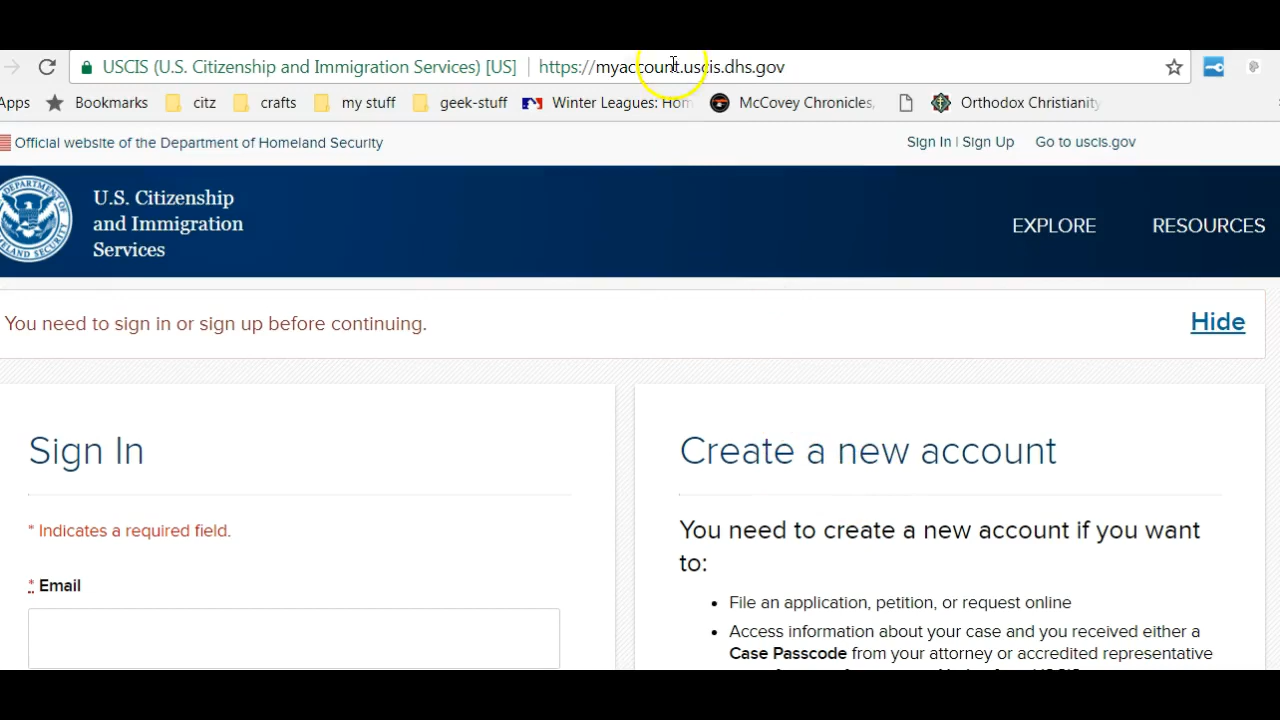 USCIS (U.S. Citizenship and Immigration Services) [US] https://myaccount.uscis.dhs.gov
Apps Bookmarks citz crafts my stuff geek-stuff Winter Leagues: Hom McCovey Chronicles, Orthodox Christianity
Official website of the Department of Homeland Security Sign In | Sign Up Go to uscis.gov
U.S. Citizenship
and Immigration
Services
EXPLORE RESOURCES
You need to sign in or sign up before continuing. Hide
Sign In
* Indicates a required field.
* Email
Create a new account
You need to create a new account if you want
to:
• File an application, petition, or request online
• Access information about your case and you received either a
Case Passcode from your attorney or accredited representative